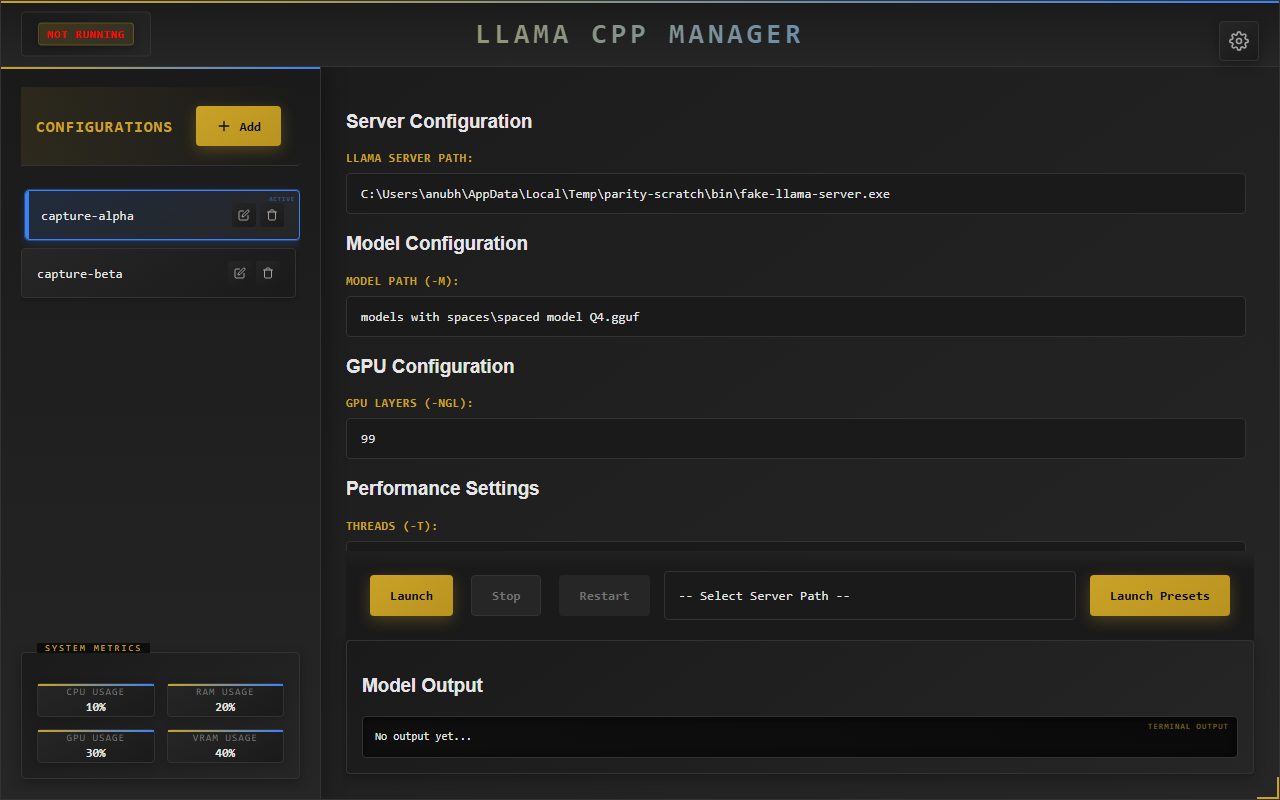 NOT RUNNING
LLAMA CPP MANAGER
CONFIGURATIONS
+ Add
ACTIVE
capture-alpha
capture-beta
SYSTEM METRICS
CPU USAGE
10%
RAM USAGE
20%
GPU USAGE
30%
VRAM USAGE
40%
Server Configuration
LLAMA SERVER PATH:
C:\Users\anubh\AppData\Local\Temp\parity-scratch\bin\fake-llama-server.exe
Model Configuration
MODEL PATH (-M):
models with spaces\spaced model Q4.gguf
GPU Configuration
GPU LAYERS (-NGL):
99
Performance Settings
THREADS (-T):
Launch
Stop
Restart
-- Select Server Path --
Launch Presets
Model Output
TERMINAL OUTPUT
No output yet...